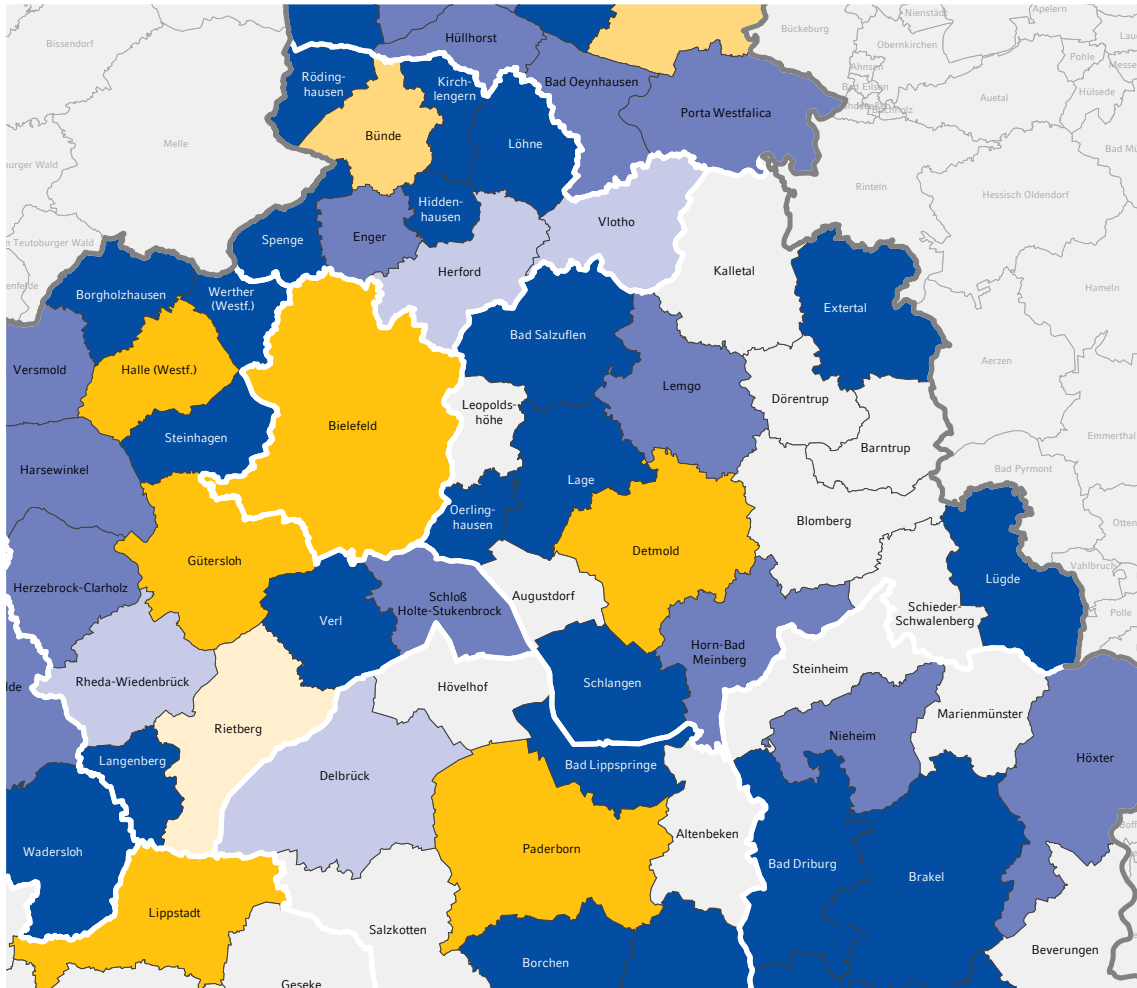 Bissendorf
Hüllhorst
Bückeburg
Nienstädt
Apelern
Obernkirchen
Pohle
Ahnsen
Bad Eilsen
Auetal
Hülsede
Röding-
hausen
Kirch-
lengern
Bad Oeynhausen
Porta Westfalica
Melle
Bünde
Löhne
Rinteln
Hessisch Oldendorf
Hidden-
hausen
Vlotho
Spenge
Enger
Herford
Kalletal
Hameln
Borgholzhausen
Werther
(Westf.)
Extertal
Bad Salzuflen
Aerzen
Versmold
Halle (Westf.)
Lemgo
Dörentrup
Leopolds-
höhe
Bielefeld
Steinhagen
Barntrup
Emmerthal
Harsewinkel
Bad Pyrmont
Lage
Oerling-
hausen
Blomberg
Detmold
Gütersloh
Vahlbruch
Lügde
Herzebrock-Clarholz
Verl
Schloß
Holte-Stukenbrock
Augustdorf
Schieder-
Schwalenberg
Polle
Horn-Bad
Meinberg
Steinheim
Rheda-Wiedenbrück
Hövelhof
Schlangen
Marienmünster
Rietberg
Nieheim
Langenberg
Bad Lippspringe
Höxter
Delbrück
Altenbeken
Wadersloh
Paderborn
Bad Driburg
Brakel
Lippstadt
Salzkotten
Beverungen
Borchen
Geseke